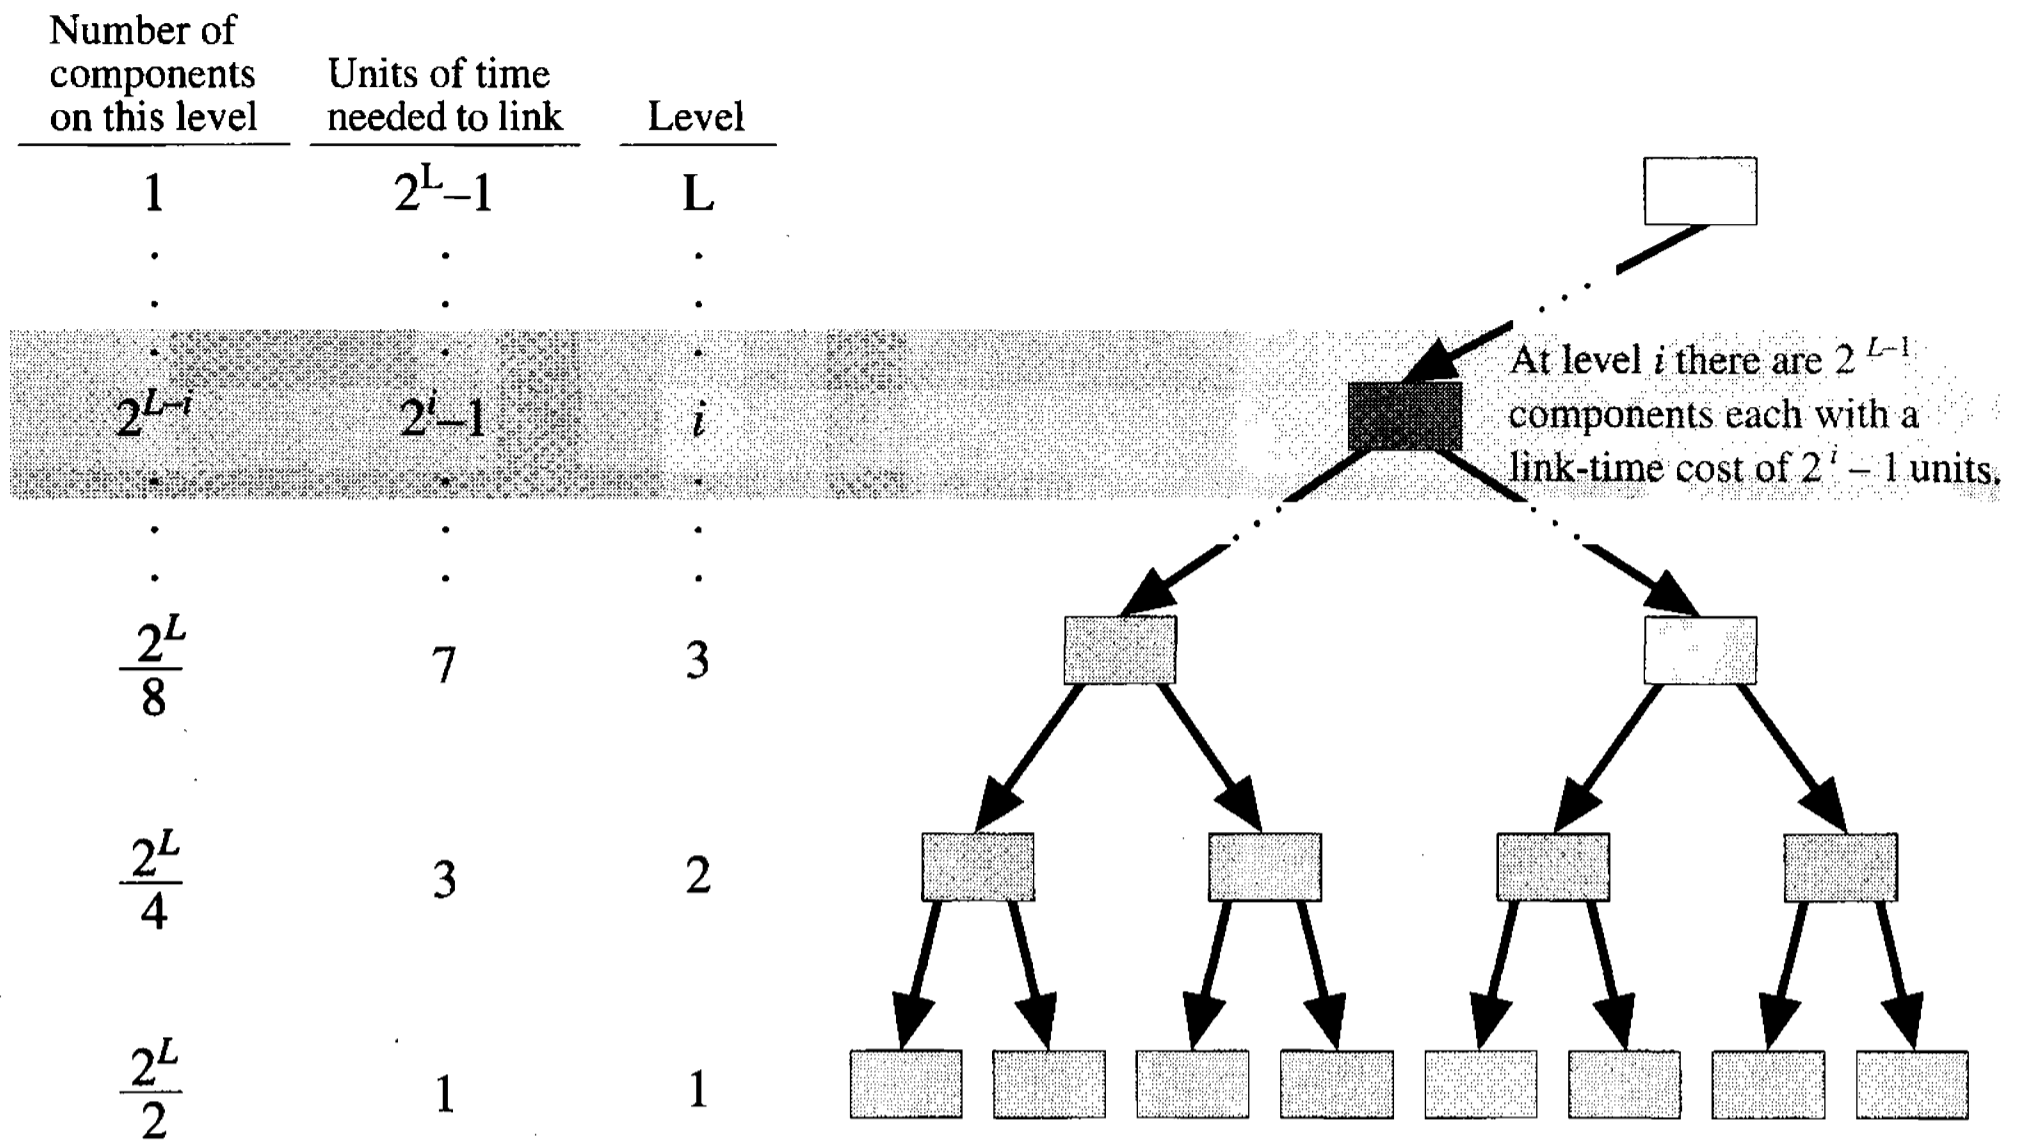 Number of
components
on this level
Units of time
needed to link
Level
1 2^L–1 L
2^{L–i} 2^i–1 i
At level i there are 2^{L–1}
components each with a
link-time cost of 2^i – 1 units.
2^L/8 7 3
2^L/4 3 2
2^L/2 1 1